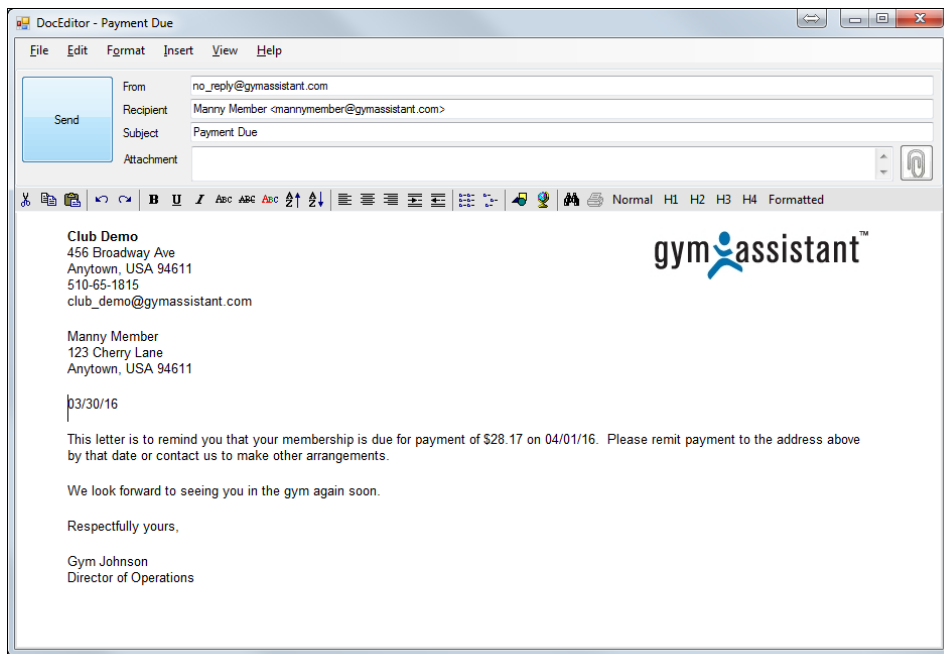 DocEditor - Payment Due
File Edit Format Insert View Help
Send
From no_reply@gymassistant.com
Recipient Manny Member <mannymember@gymassistant.com>
Subject Payment Due
Attachment
B U I ABC ABC ABC Normal H1 H2 H3 H4 Formatted
Club Demo
456 Broadway Ave
Anytown, USA 94611
510-65-1815
club_demo@gymassistant.com
gym assistant™
Manny Member
123 Cherry Lane
Anytown, USA 94611
03/30/16
This letter is to remind you that your membership is due for payment of $28.17 on 04/01/16. Please remit payment to the address above
by that date or contact us to make other arrangements.
We look forward to seeing you in the gym again soon.
Respectfully yours,
Gym Johnson
Director of Operations